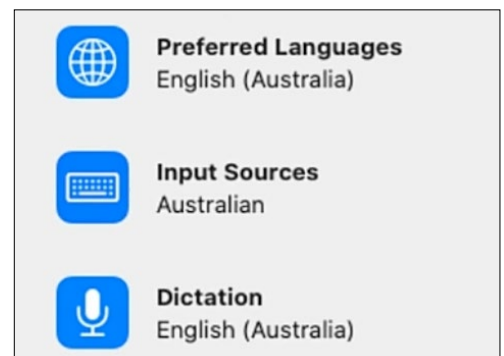 Preferred Languages
English (Australia)
Input Sources
Australian
Dictation
English (Australia)